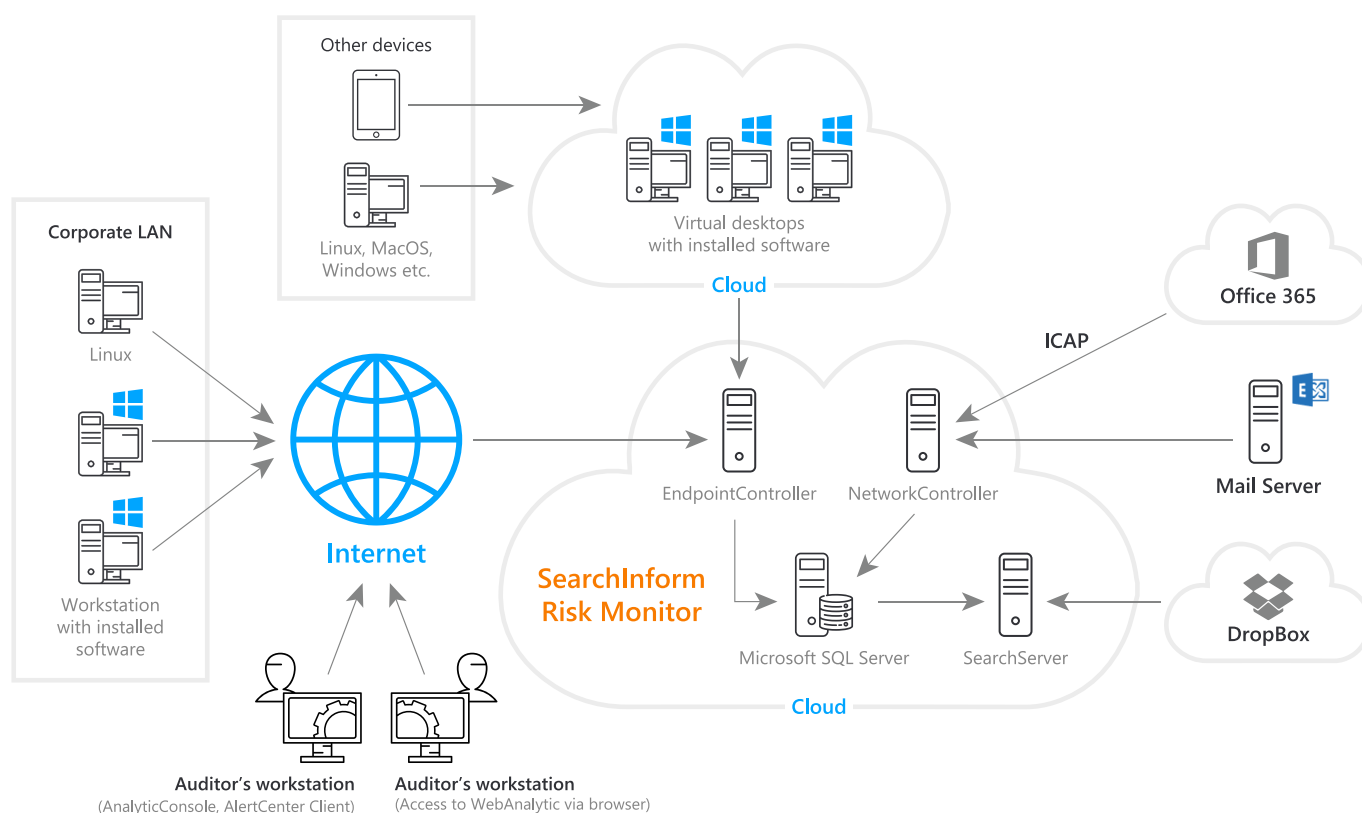 Other devices
Linux, MacOS,
Windows etc.
Virtual desktops
with installed software
Cloud
Corporate LAN
Linux
Workstation
with installed
software
Internet
Office 365
ICAP
E
Mail Server
EndpointController
NetworkController
SearchInform
Risk Monitor
Microsoft SQL Server
SearchServer
DropBox
Cloud
Auditor’s workstation
(AnalyticConsole, AlertCenter Client)
Auditor’s workstation
(Access to WebAnalytic via browser)